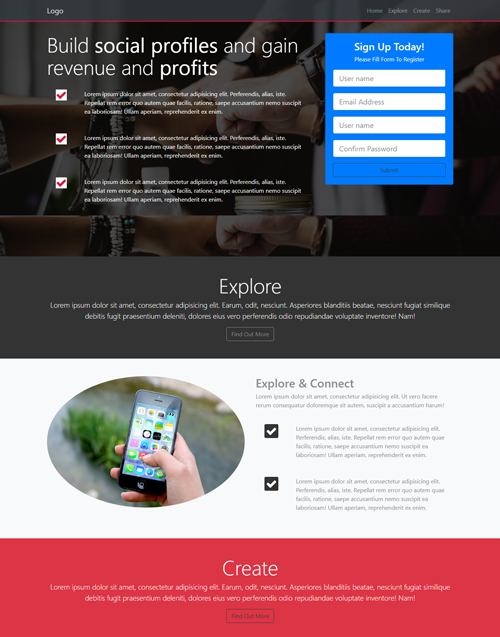 Logo
Home Explore Create Share
Build social profiles and gain
revenue and profits
Lorem ipsum dolor sit amet, consectetur adipisicing elit. Perferendis, alias, iste.
Repellat rem error quo autem quae facilis, ratione, saepe accusantium nemo suscipit
ea laboriosam! Ullam aperiam, reprehenderit ex enim.
Lorem ipsum dolor sit amet, consectetur adipisicing elit. Perferendis, alias, iste.
Repellat rem error quo autem quae facilis, ratione, saepe accusantium nemo suscipit
ea laboriosam! Ullam aperiam, reprehenderit ex enim.
Lorem ipsum dolor sit amet, consectetur adipisicing elit. Perferendis, alias, iste.
Repellat rem error quo autem quae facilis, ratione, saepe accusantium nemo suscipit
ea laboriosam! Ullam aperiam, reprehenderit ex enim.
Sign Up Today!
Please Fill Form To Register
User name
Email Address
User name
Confirm Password
Submit
Explore
Lorem ipsum dolor sit amet, consectetur adipisicing elit. Earum, odit, nesciunt. Asperiores blanditiis beatae, nesciunt fugiat similique
debitis fugit praesentium deleniti, dolores eius vero perferendis odio repudiandae voluptate inventore! Nam!
Find Out More
Explore & Connect
Lorem ipsum dolor sit amet, consectetur adipisicing elit. Ut vero facere
rerum consequatur doloremque sit autem, suscipit a accusantium harum!
Lorem ipsum dolor sit amet, consectetur adipisicing elit.
Perferendis, alias, iste. Repellat rem error quo autem quae
facilis, ratione, saepe accusantium nemo suscipit ea
laboriosam! Ullam aperiam, reprehenderit ex enim.
Lorem ipsum dolor sit amet, consectetur adipisicing elit.
Perferendis, alias, iste. Repellat rem error quo autem quae
facilis, ratione, saepe accusantium nemo suscipit ea
laboriosam! Ullam aperiam, reprehenderit ex enim.
Create
Lorem ipsum dolor sit amet, consectetur adipisicing elit. Earum, odit, nesciunt. Asperiores blanditiis beatae, nesciunt fugiat similique
debitis fugit praesentium deleniti, dolores eius vero perferendis odio repudiandae voluptate inventore! Nam!
Find Out More